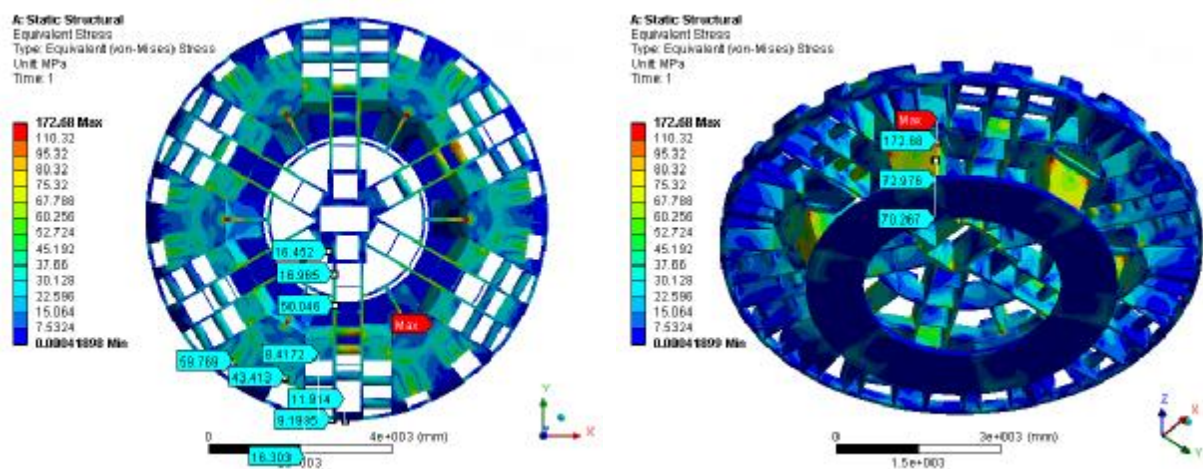 A: Static Structural
Equivalent Stress
Type: Equivalent (von-Mises) Stress
Unit: MPa
Time: 1
172.68 Max
110.32
95.32
80.32
75.32
67.788
60.256
52.724
45.192
37.66
30.128
22.596
15.064
7.5324
0.00041898 Min
16.452
18.985
50.046
Max
8.4172
59.769
43.413
11.914
9.1985
16.303
0
4e+003 (mm)
Y
X
A: Static Structural
Equivalent Stress
Type: Equivalent (von-Mises) Stress
Unit: MPa
Time: 1
172.68 Max
110.32
95.32
80.32
75.32
67.788
60.256
52.724
45.192
37.66
30.128
22.596
15.064
7.5324
0.00041899 Min
Max
172.68
72.976
70.267
0
3e+003 (mm)
1.5e+003
Z
X
Y